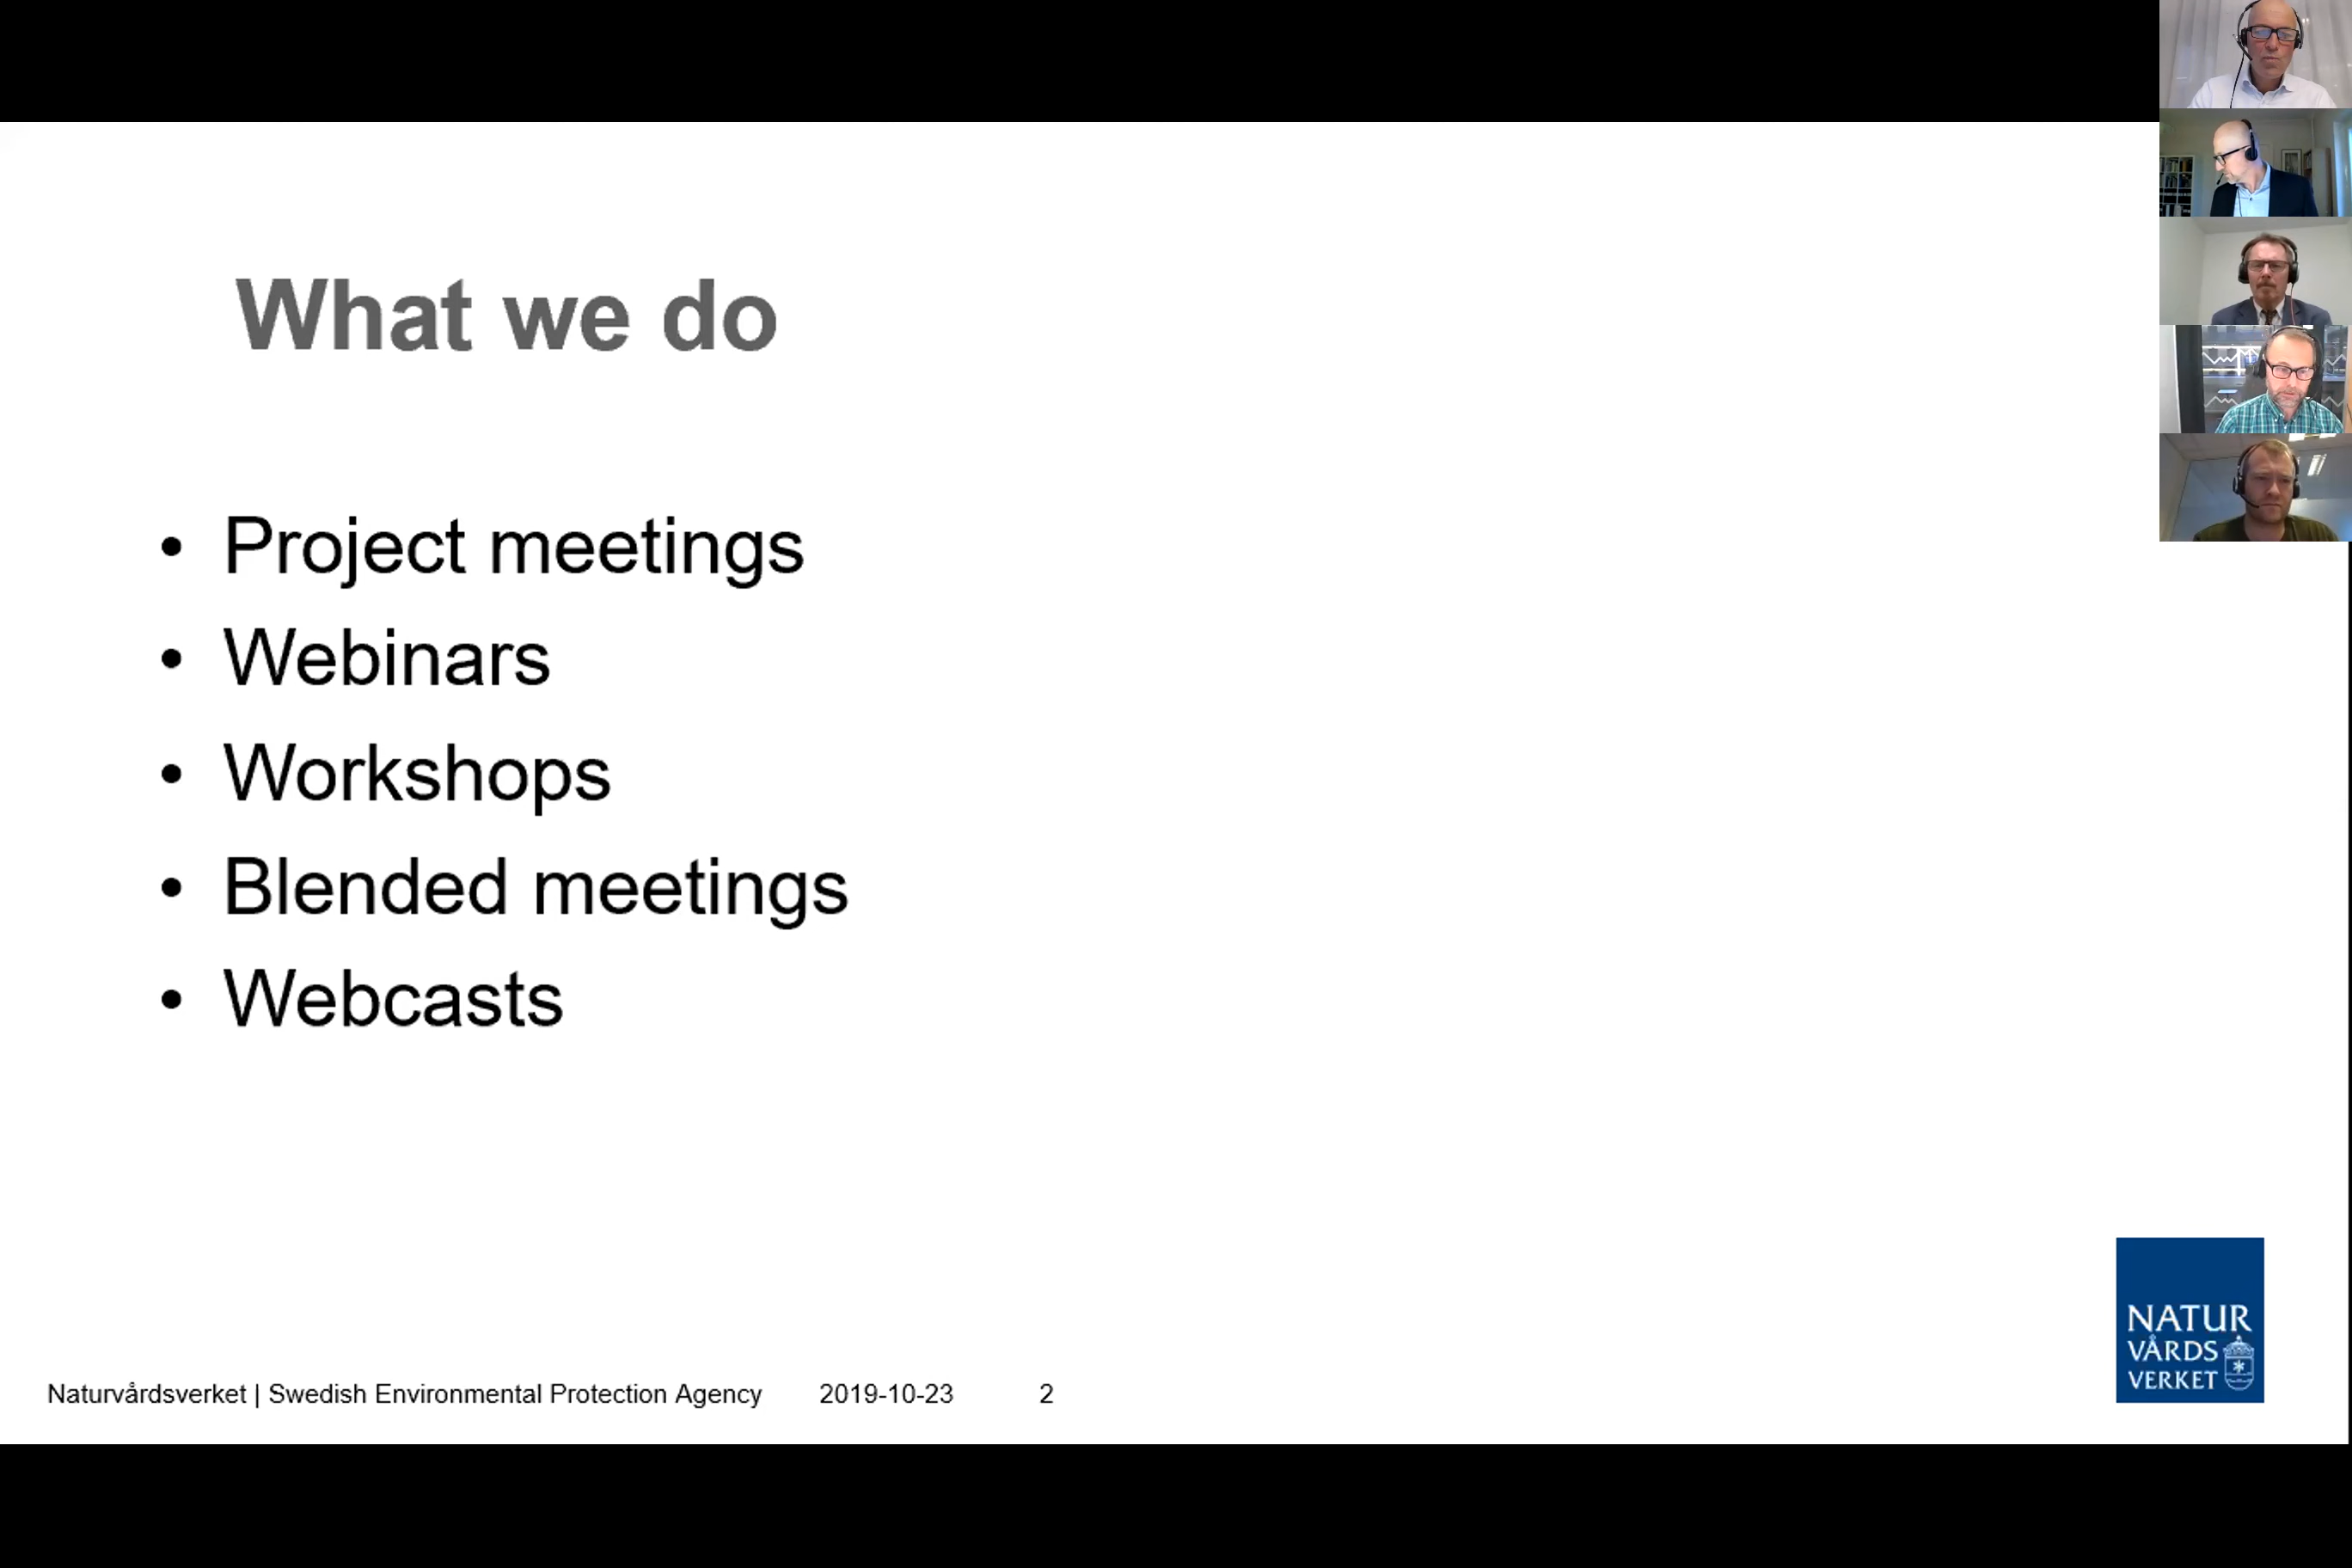 What we do
• Project meetings
• Webinars
• Workshops
• Blended meetings
• Webcasts
Naturvårdsverket | Swedish Environmental Protection Agency 2019-10-23 2
NATUR
VÅRDS
VERKET